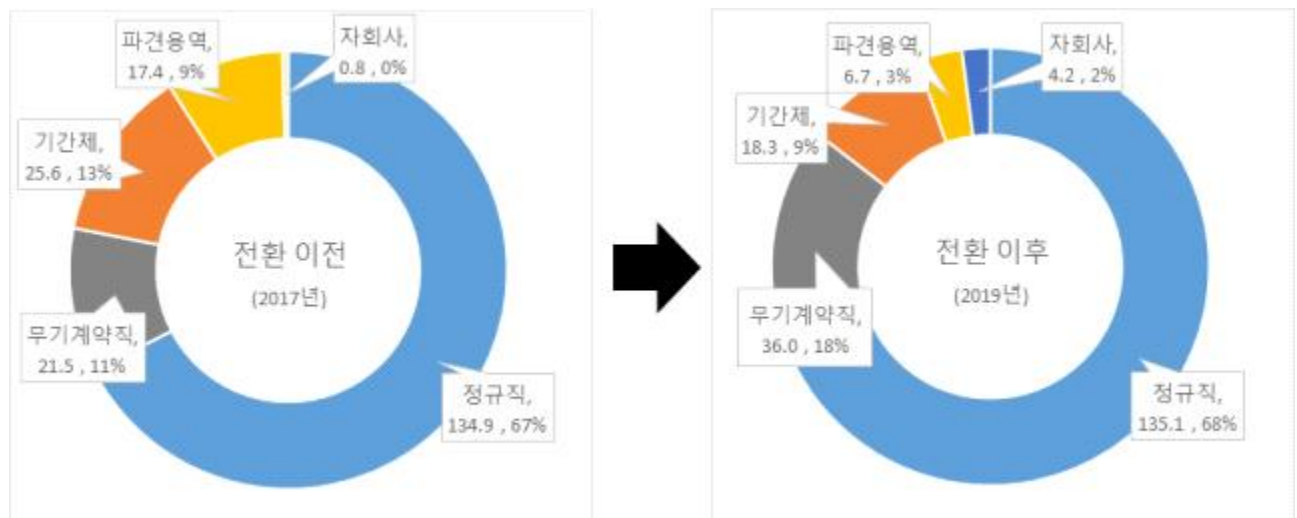 파견용역,
17.4 , 9%
자회사,
0.8 , 0%
기간제,
25.6 , 13%
전환 이전
(2017년)
무기계약직,
21.5 , 11%
정규직,
134.9 , 67%
파견용역,
6.7 , 3%
자회사,
4.2 , 2%
기간제,
18.3 , 9%
전환 이후
(2019년)
무기계약직,
36.0 , 18%
정규직,
135.1 , 68%